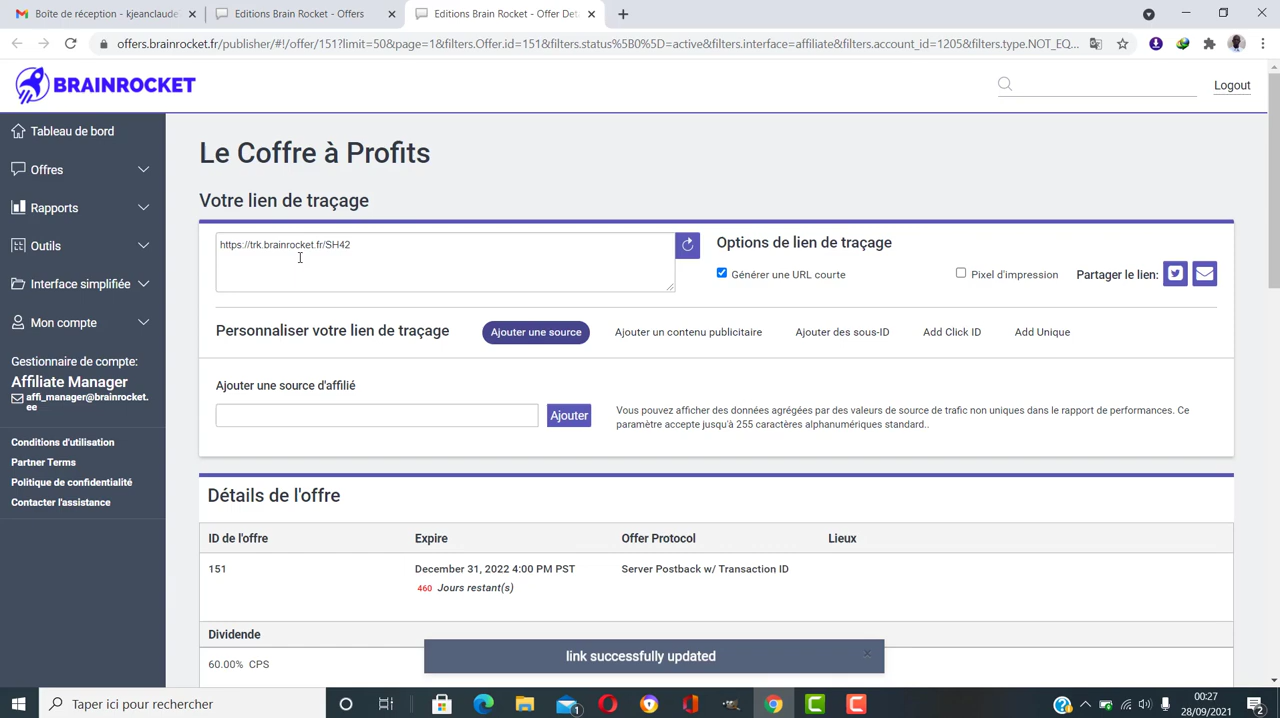 Boîte de réception - kjeanclaude
Editions Brain Rocket - Offers
Editions Brain Rocket - Offer Det
offers.brainrocket.fr/publisher/#!/offer/151?limit=50&page=1&filters.Offer.id=151&filters.status%5B0%5D=active&filters.interface=affiliate&filters.account_id=1205&filters.type.NOT_EQ...
BRAINROCKET
Logout
Tableau de bord
Offres
Rapports
Outils
Interface simplifiée
Mon compte
Gestionnaire de compte:
Affiliate Manager
affi_manager@brainrocket.
ee
Conditions d'utilisation
Partner Terms
Politique de confidentialité
Contacter l'assistance
Le Coffre à Profits
Votre lien de traçage
https://trk.brainrocket.fr/SH42
Options de lien de traçage
Générer une URL courte
Pixel d'impression
Partager le lien:
Personnaliser votre lien de traçage
Ajouter une source
Ajouter un contenu publicitaire
Ajouter des sous-ID
Add Click ID
Add Unique
Ajouter une source d'affilié
Ajouter
Vous pouvez afficher des données agrégées par des valeurs de source de trafic non uniques dans le rapport de performances. Ce
paramètre accepte jusqu'à 255 caractères alphanumériques standard..
Détails de l'offre
ID de l'offre
Expire
Offer Protocol
Lieux
151
December 31, 2022 4:00 PM PST
Server Postback w/ Transaction ID
460 Jours restant(s)
Dividende
60.00% CPS
link successfully updated
Taper ici pour rechercher
1
00:27
28/09/2021
2